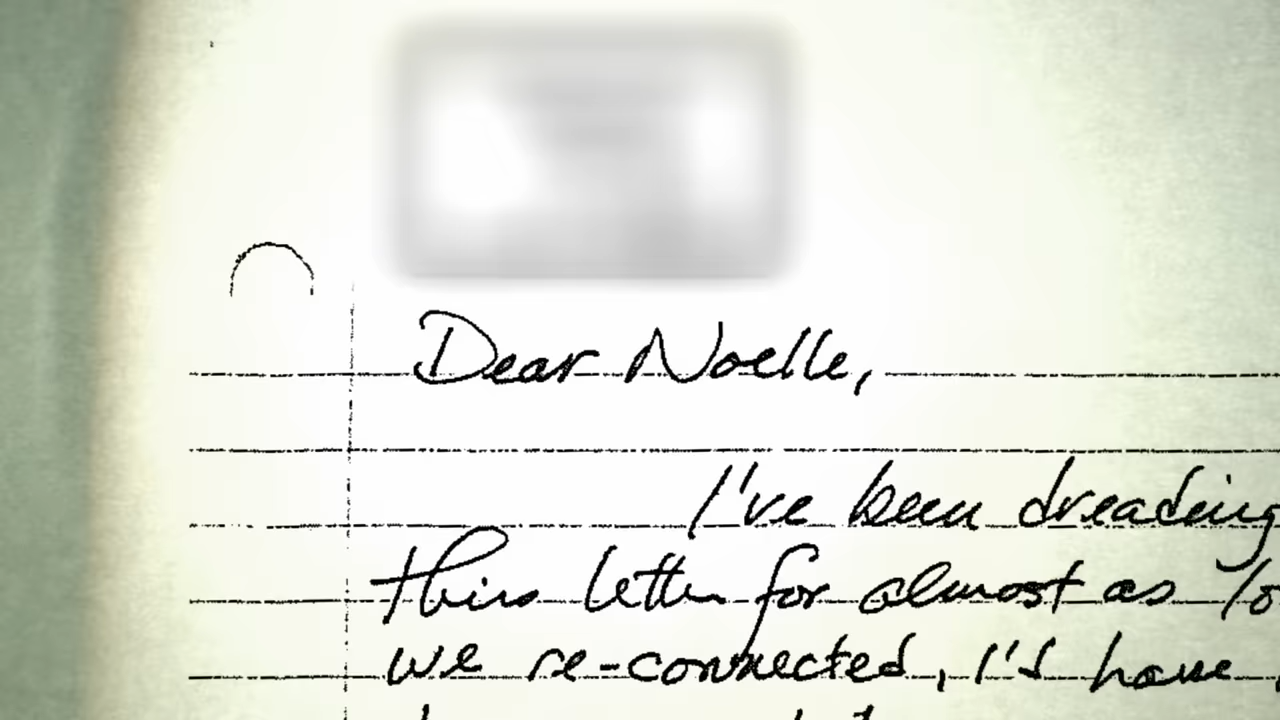 Dear Noelle,
I've been dreading
this letter for almost as
we re-connected, I'd have